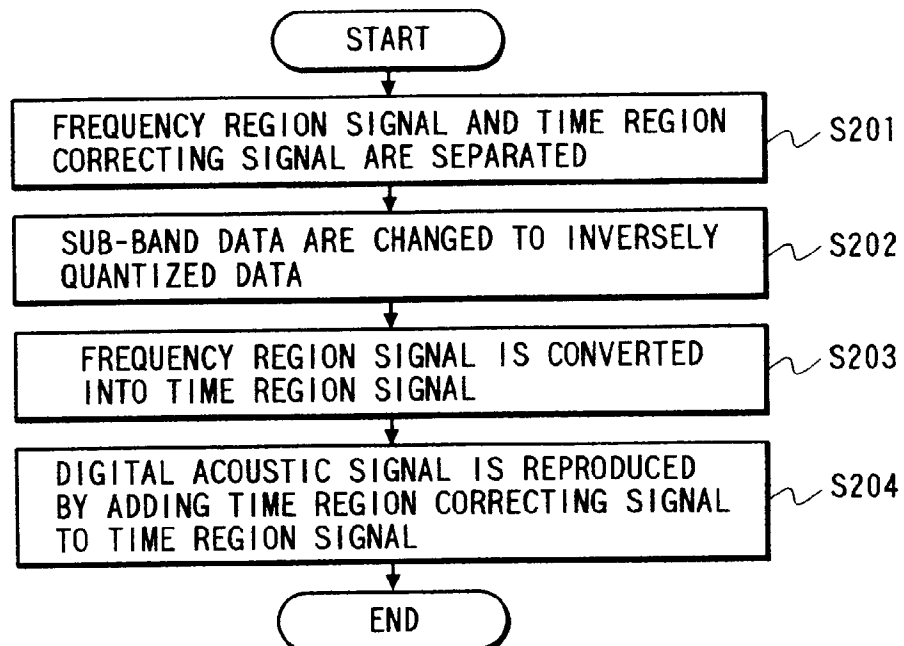 START
FREQUENCY REGION SIGNAL AND TIME REGION
CORRECTING SIGNAL ARE SEPARATED
S201
SUB-BAND DATA ARE CHANGED TO INVERSELY
QUANTIZED DATA
S202
FREQUENCY REGION SIGNAL IS CONVERTED
INTO TIME REGION SIGNAL
S203
DIGITAL ACOUSTIC SIGNAL IS REPRODUCED
BY ADDING TIME REGION CORRECTING SIGNAL
TO TIME REGION SIGNAL
S204
END